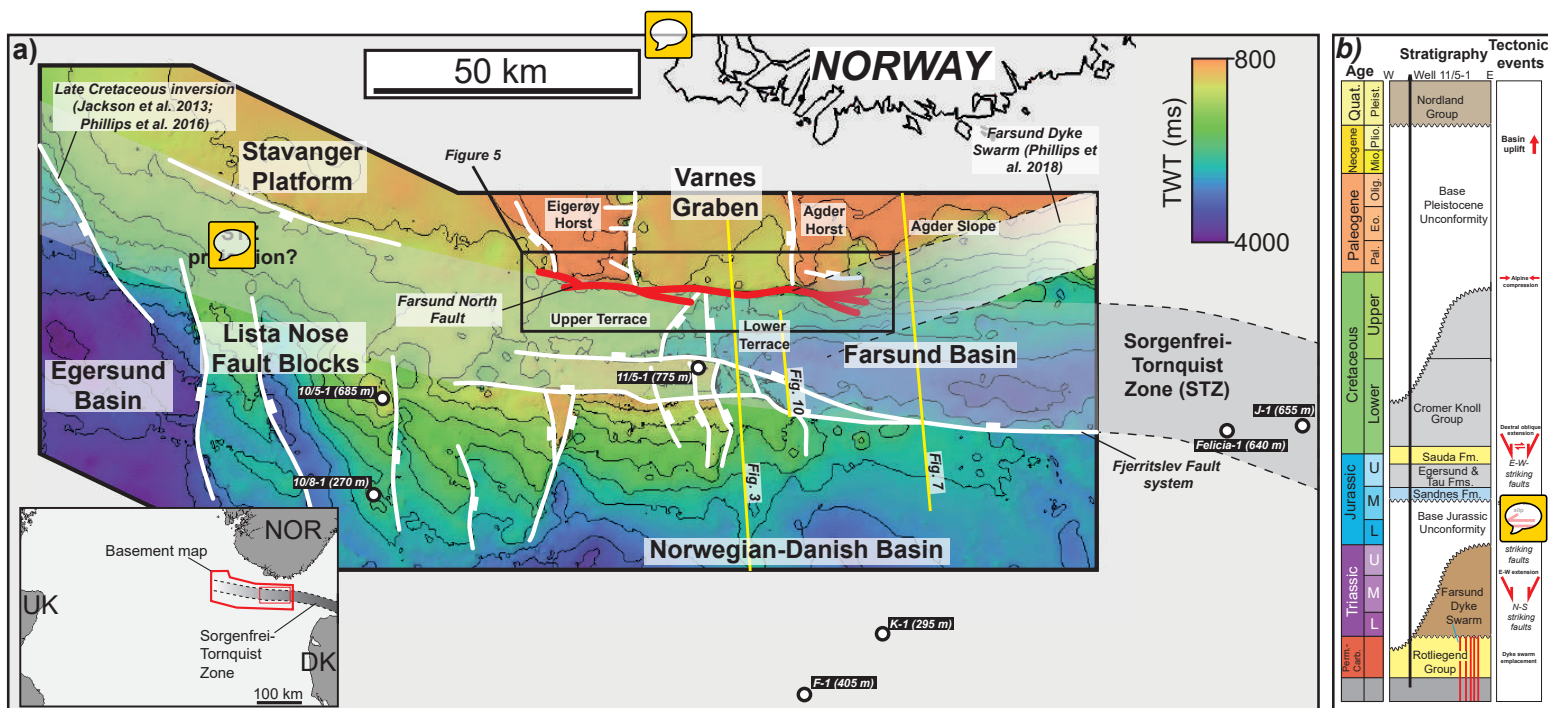 a)
50 km
NORWAY
800
TWT (ms)
4000
Late Cretaceous inversion
(Jackson et al. 2013;
Phillips et al. 2016)
Stavanger
Platform
Figure 5
Eigerøy
Horst
Varnes
Graben
Agder
Horst
Agder Slope
Farsund Dyke
Swarm (Phillips et
al. 2018)
Farsund North
Fault
Upper Terrace
Lower
Terrace
Farsund Basin
Sorgenfrei-
Tornquist
Zone (STZ)
Lista Nose
Fault Blocks
Egersund
Basin
10/5-1 (685 m)
11/5-1 (775 m)
Fig. 10
J-1 (655 m)
Felicia-1 (640 m)
Fjerritslev Fault
system
10/8-1 (270 m)
Fig. 3
Fig. 7
Norwegian-Danish Basin
K-1 (295 m)
F-1 (405 m)
NOR
Basement map
UK
Sorgenfrei-
Tornquist
Zone
DK
100 km
b)
Stratigraphy
Tectonic
events
Age
W
Well 11/5-1
E
Quat.
Pleist.
Nordland
Group
Neogene
Plio.
Mio.
Basin
uplift
Paleogene
Olig.
Eo.
Pal.
Base
Pleistocene
Unconformity
Alpine
compression
Cretaceous
Upper
Lower
Cromer Knoll
Group
Dextral oblique
extension
Sauda Fm.
E-W-
striking
faults
Jurassic
U
M
L
Egersund &
Tau Fms.
Sandnes Fm.
Base Jurassic
Unconformity
slip
striking
faults
Triassic
U
M
L
E-W extension
N-S
striking
faults
Farsund
Dyke
Swarm
Perm.-
Carb.
Rotliegend
Group
Dyke swarm
emplacement